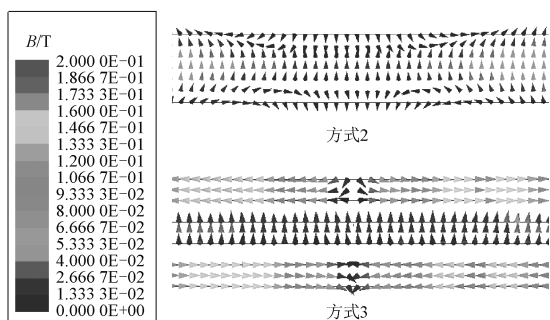 B/T
2.000 0E-01
1.866 7E-01
1.733 3E-01
1.600 0E-01
1.466 7E-01
1.333 3E-01
1.200 0E-01
1.066 7E-01
9.333 3E-02
8.000 0E-02
6.666 7E-02
5.333 3E-02
4.000 0E-02
2.666 7E-02
1.333 3E-02
0.000 0E+00
方式2
方式3